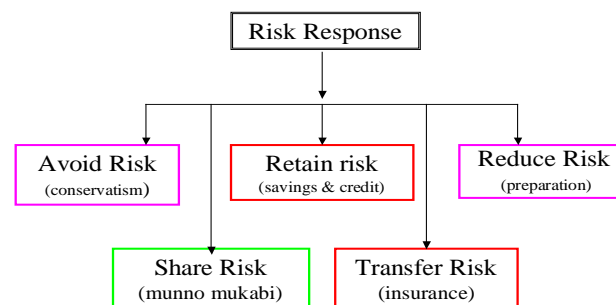 Risk Response
Avoid Risk
(conservatism)
Retain risk
(savings & credit)
Reduce Risk
(preparation)
Share Risk
(munno mukabi)
Transfer Risk
(insurance)